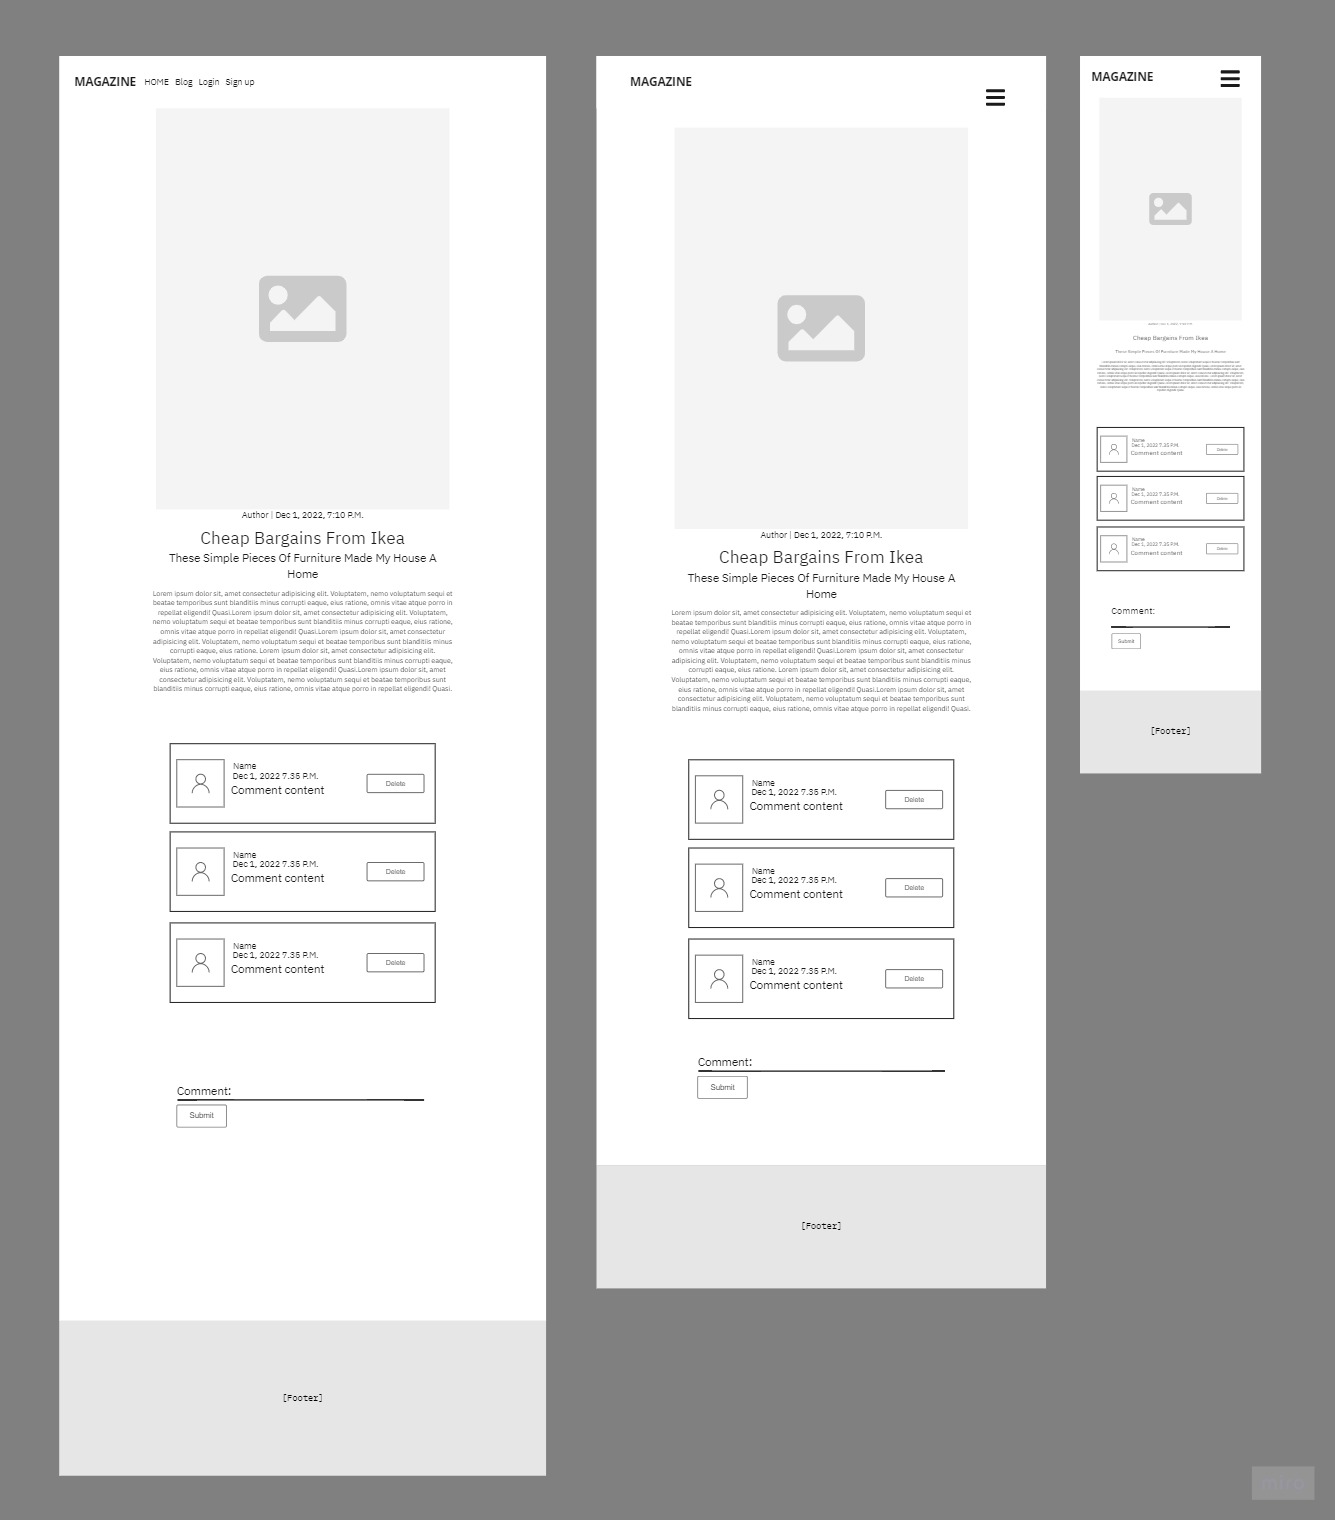 MAGAZINE HOME Blog Login Sign up
Author | Dec 1, 2022, 7:10 P.M.
Cheap Bargains From Ikea
These Simple Pieces Of Furniture Made My House A
Home
Lorem ipsum dolor sit, amet consectetur adipisicing elit. Voluptatem, nemo voluptatum sequi et
beatae temporibus sunt blanditiis minus corrupti eaque, eius ratione, omnis vitae atque porro in
repellat eligendi! Quasi.Lorem ipsum dolor sit, amet consectetur adipisicing elit. Voluptatem,
nemo voluptatum sequi et beatae temporibus sunt blanditiis minus corrupti eaque, eius ratione,
omnis vitae atque porro in repellat eligendi! Quasi.Lorem ipsum dolor sit, amet consectetur
adipisicing elit. Voluptatem, nemo voluptatum sequi et beatae temporibus sunt blanditiis minus
corrupti eaque, eius ratione. Lorem ipsum dolor sit, amet consectetur adipisicing elit.
Voluptatem, nemo voluptatum sequi et beatae temporibus sunt blanditiis minus corrupti eaque,
eius ratione, omnis vitae atque porro in repellat eligendi! Quasi.Lorem ipsum dolor sit, amet
consectetur adipisicing elit. Voluptatem, nemo voluptatum sequi et beatae temporibus sunt
blanditiis minus corrupti eaque, eius ratione, omnis vitae atque porro in repellat eligendi! Quasi.
Name
Dec 1, 2022 7.35 P.M.
Comment content
Delete
Name
Dec 1, 2022 7.35 P.M.
Comment content
Delete
Name
Dec 1, 2022 7.35 P.M.
Comment content
Delete
Comment:
Submit
[Footer]
MAGAZINE
Author | Dec 1, 2022, 7:10 P.M.
Cheap Bargains From Ikea
These Simple Pieces Of Furniture Made My House A
Home
Lorem ipsum dolor sit, amet consectetur adipisicing elit. Voluptatem, nemo voluptatum sequi et
beatae temporibus sunt blanditiis minus corrupti eaque, eius ratione, omnis vitae atque porro in
repellat eligendi! Quasi.Lorem ipsum dolor sit, amet consectetur adipisicing elit. Voluptatem,
nemo voluptatum sequi et beatae temporibus sunt blanditiis minus corrupti eaque, eius ratione,
omnis vitae atque porro in repellat eligendi! Quasi.Lorem ipsum dolor sit, amet consectetur
adipisicing elit. Voluptatem, nemo voluptatum sequi et beatae temporibus sunt blanditiis minus
corrupti eaque, eius ratione. Lorem ipsum dolor sit, amet consectetur adipisicing elit.
Voluptatem, nemo voluptatum sequi et beatae temporibus sunt blanditiis minus corrupti eaque,
eius ratione, omnis vitae atque porro in repellat eligendi! Quasi.Lorem ipsum dolor sit, amet
consectetur adipisicing elit. Voluptatem, nemo voluptatum sequi et beatae temporibus sunt
blanditiis minus corrupti eaque, eius ratione, omnis vitae atque porro in repellat eligendi! Quasi.
Name
Dec 1, 2022 7.35 P.M.
Comment content
Delete
Name
Dec 1, 2022 7.35 P.M.
Comment content
Delete
Name
Dec 1, 2022 7.35 P.M.
Comment content
Delete
Comment:
Submit
[Footer]
MAGAZINE
Cheap Bargains From Ikea
These Simple Pieces Of Furniture Made My House A Home
Name
Dec 1, 2022 7.35 P.M.
Comment content
Delete
Name
Dec 1, 2022 7.35 P.M.
Comment content
Delete
Name
Dec 1, 2022 7.35 P.M.
Comment content
Delete
Comment:
Submit
[Footer]
miro